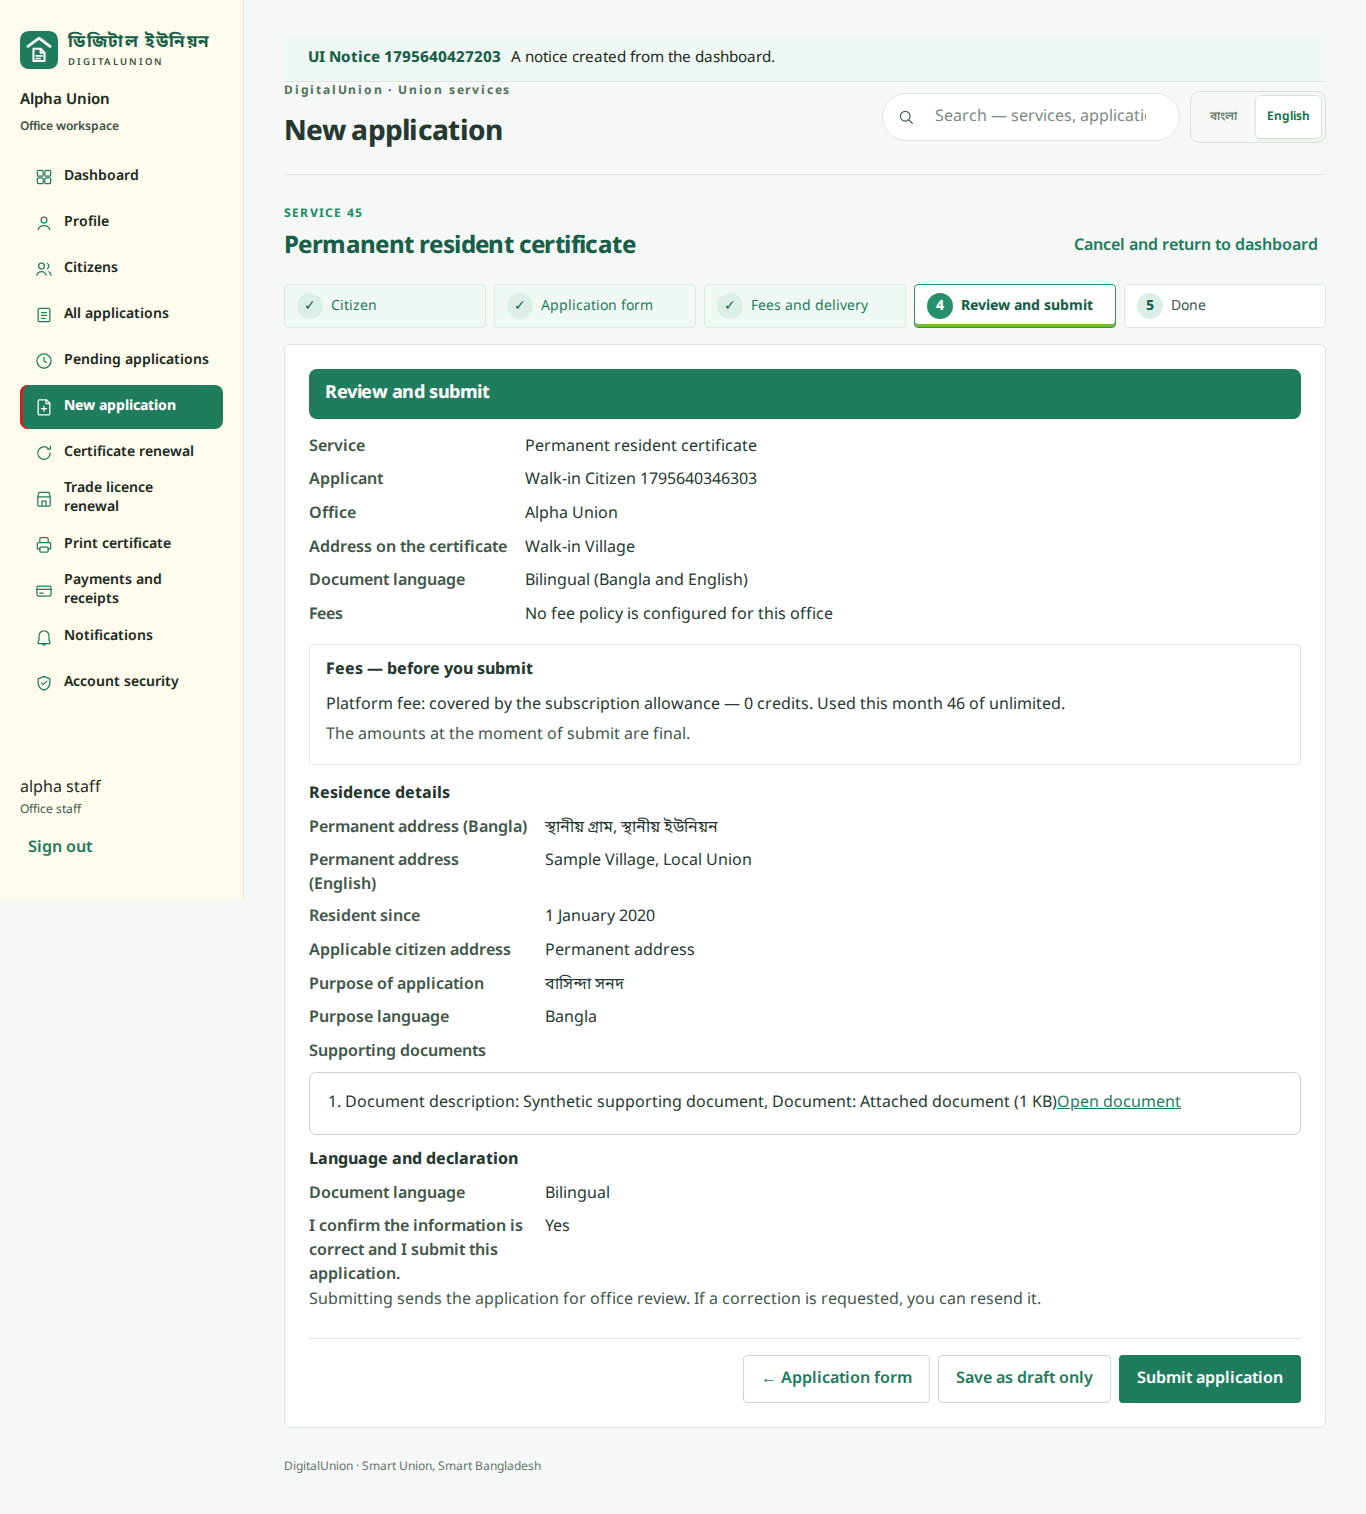 ডিজিটাল ইউনিয়ন
DIGITALUNION
Alpha Union
Office workspace
Dashboard
Profile
Citizens
All applications
Pending applications
New application
Certificate renewal
Trade licence
renewal
Print certificate
Payments and
receipts
Notifications
Account security
alpha staff
Office staff
Sign out
UI Notice 1795640427203 A notice created from the dashboard.
DigitalUnion · Union services
New application
Search — services, applicati
বাংলা
English
SERVICE 45
Permanent resident certificate
Cancel and return to dashboard
✓ Citizen
✓ Application form
✓ Fees and delivery
4 Review and submit
5 Done
Review and submit
Service Permanent resident certificate
Applicant Walk-in Citizen 1795640346303
Office Alpha Union
Address on the certificate Walk-in Village
Document language Bilingual (Bangla and English)
Fees No fee policy is configured for this office
Fees — before you submit
Platform fee: covered by the subscription allowance — 0 credits. Used this month 46 of unlimited.
The amounts at the moment of submit are final.
Residence details
Permanent address (Bangla) স্থানীয় গ্রাম, স্থানীয় ইউনিয়ন
Permanent address Sample Village, Local Union
(English)
Resident since 1 January 2020
Applicable citizen address Permanent address
Purpose of application বাসিন্দা সনদ
Purpose language Bangla
Supporting documents
1. Document description: Synthetic supporting document, Document: Attached document (1 KB)Open document
Language and declaration
Document language Bilingual
I confirm the information is Yes
correct and I submit this
application.
Submitting sends the application for office review. If a correction is requested, you can resend it.
← Application form
Save as draft only
Submit application
DigitalUnion · Smart Union, Smart Bangladesh